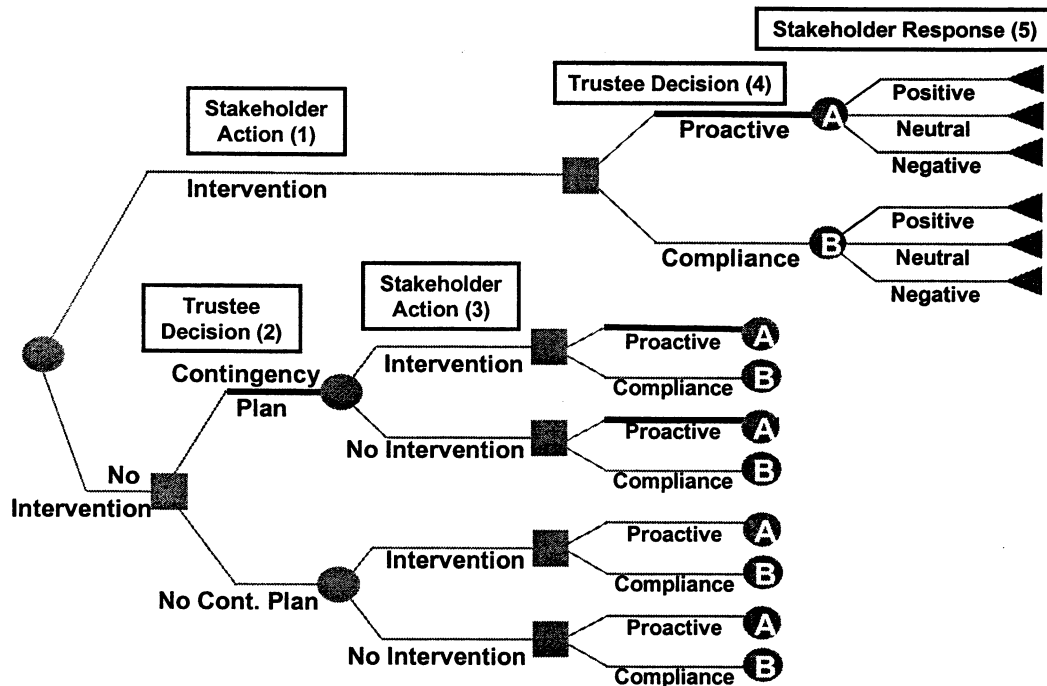 Stakeholder Response (5)
Trustee Decision (4)
Stakeholder
Action (1)
Positive
A
Proactive
Neutral
Negative
Intervention
Positive
B
Compliance
Neutral
Negative
Trustee
Decision (2)
Stakeholder
Action (3)
Contingency
Plan
Intervention
Proactive
A
Compliance
B
No Intervention
Proactive
A
Compliance
B
No
Intervention
No Cont. Plan
Intervention
Proactive
A
Compliance
B
No Intervention
Proactive
A
Compliance
B